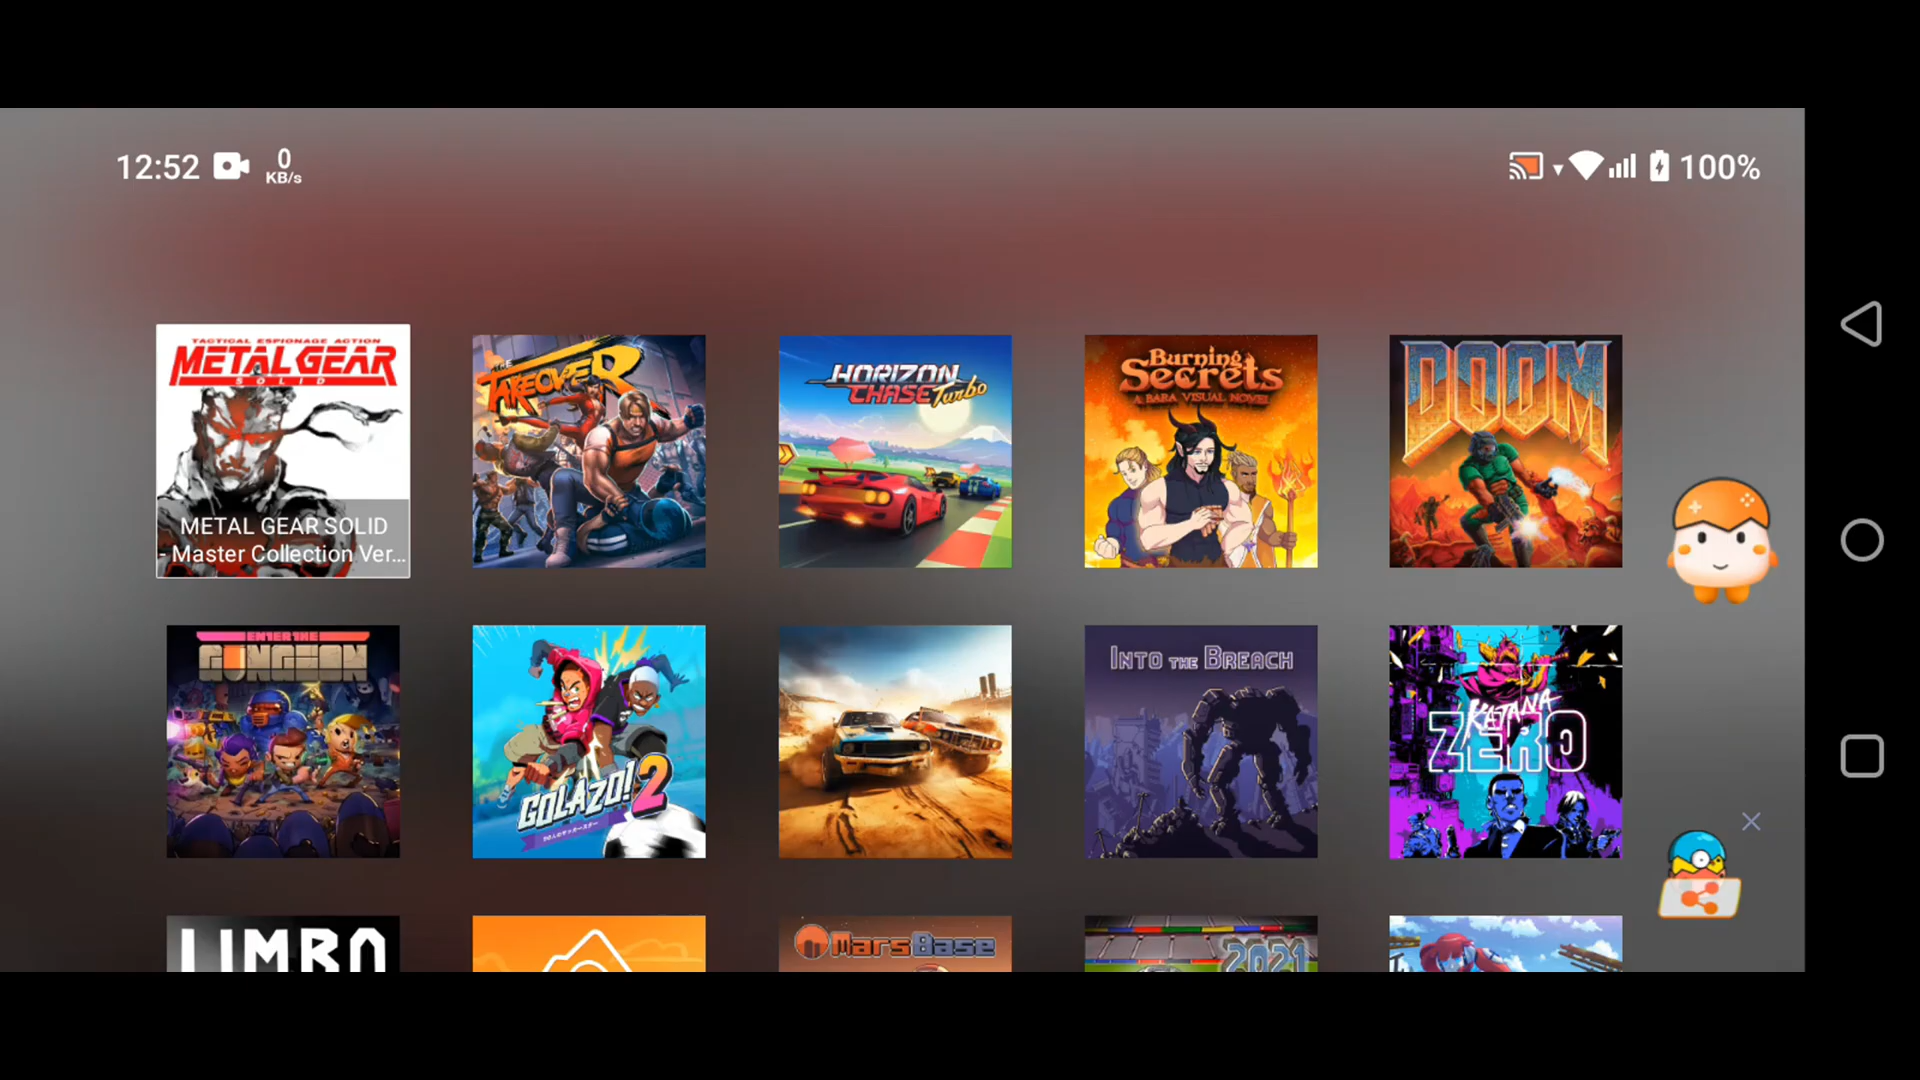 12:52
0
KB/s
100%
TACTICAL ESPIONAGE ACTION
METAL GEAR
SOLID
METAL GEAR SOLID
- Master Collection Ver...
THE
TAKEOVER
HORIZON
CHASE Turbo
Burning
Secrets
A BARA VISUAL NOVEL
DOOM
ENTER THE
GUNGEON
GOLAZO! 2
INTO THE BREACH
KATANA
ZERO
LIMBO
MarsBase
2021